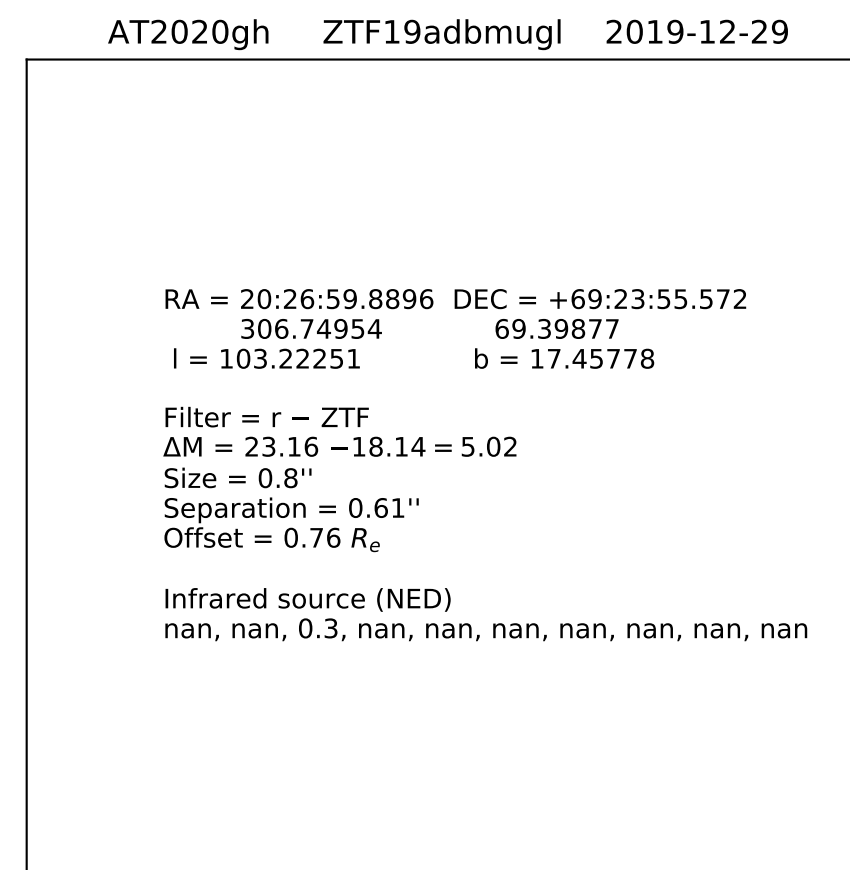 AT2020gh ZTF19adbmugl 2019-12-29
RA = 20:26:59.8896 DEC = +69:23:55.572
306.74954 69.39877
l = 103.22251 b = 17.45778
Filter = r − ZTF
ΔM = 23.16 −18.14 = 5.02
Size = 0.8''
Separation = 0.61''
Offset = 0.76 Re
Infrared source (NED)
nan, nan, 0.3, nan, nan, nan, nan, nan, nan, nan